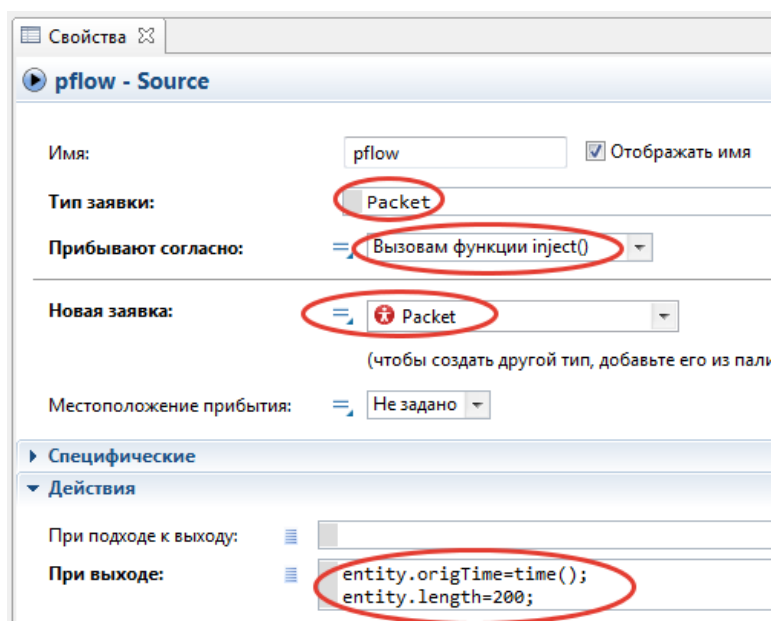 Свойства
pflow - Source
Имя: pflow Отображать имя
Тип заявки: Packet
Прибывают согласно: Вызовам функции inject()
Новая заявка: Packet
(чтобы создать другой тип, добавьте его из пали
Местоположение прибытия: Не задано
Специфические
Действия
При подходе к выходу:
При выходе: entity.origTime=time();
entity.length=200;